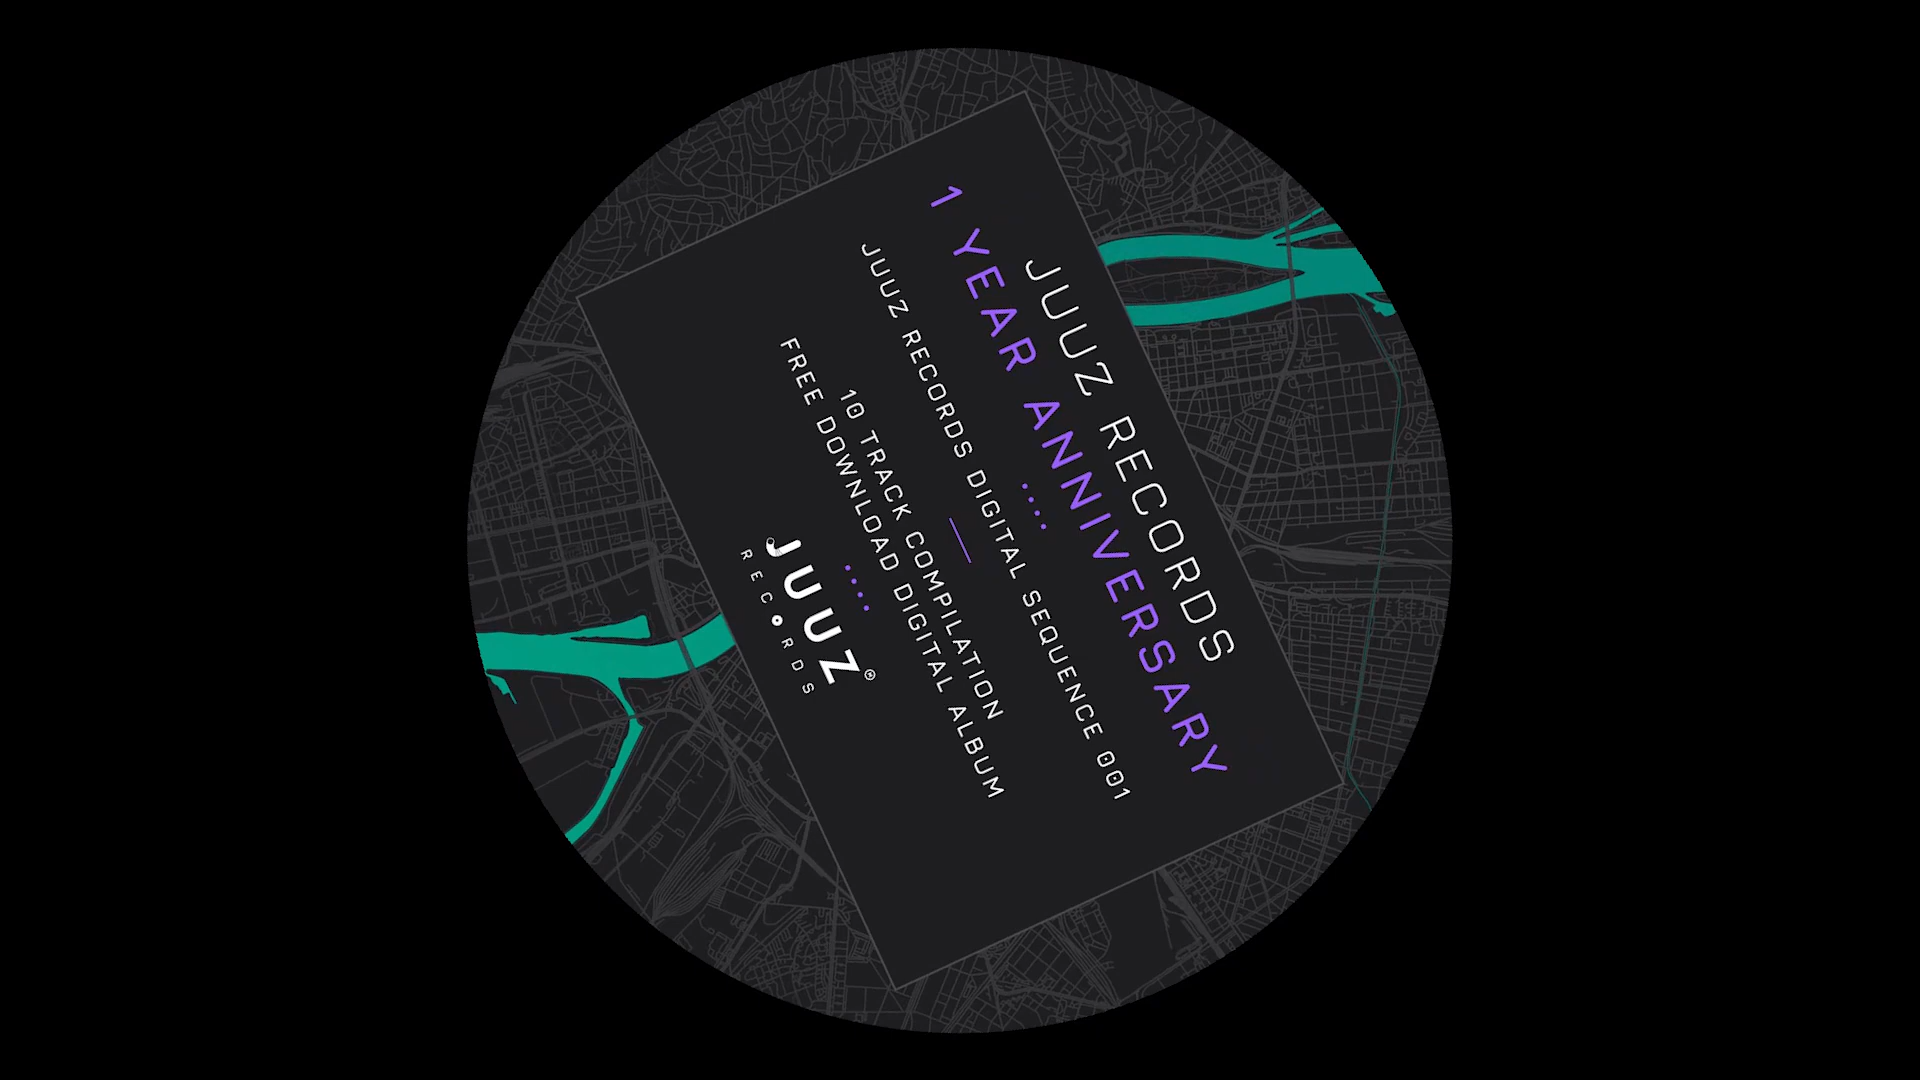 JUUZ RECORDS
1 YEAR ANNIVERSARY
JUUZ RECORDS DIGITAL SEQUENCE 001
10 TRACK COMPILATION
FREE DOWNLOAD DIGITAL ALBUM
JUUZ®
RECORDS